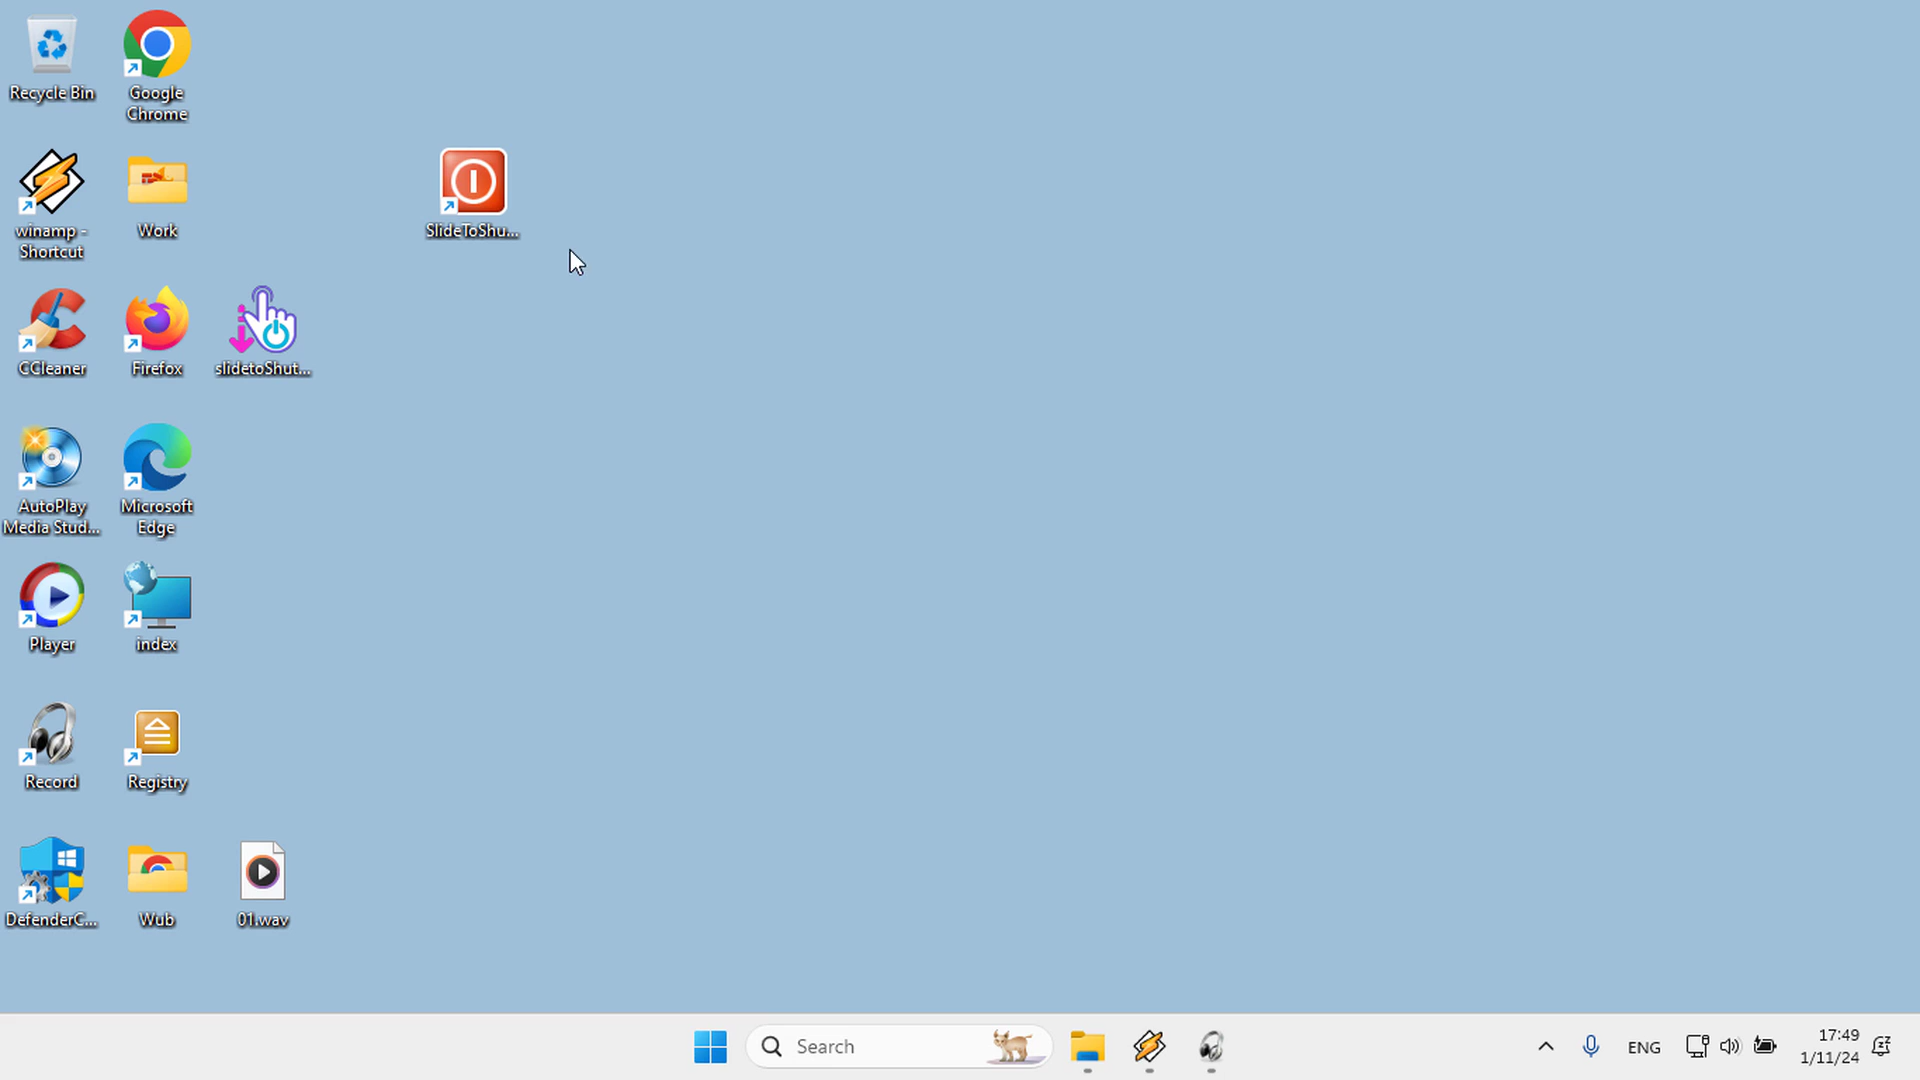 Recycle Bin
Google
Chrome
winamp -
Shortcut
Work
SlideToShu...
CCleaner
Firefox
slidetoShut...
AutoPlay
Media Stud...
Microsoft
Edge
Player
index
Record
Registry
DefenderC...
Wub
01.wav
Search
ENG
17:49
1/11/24